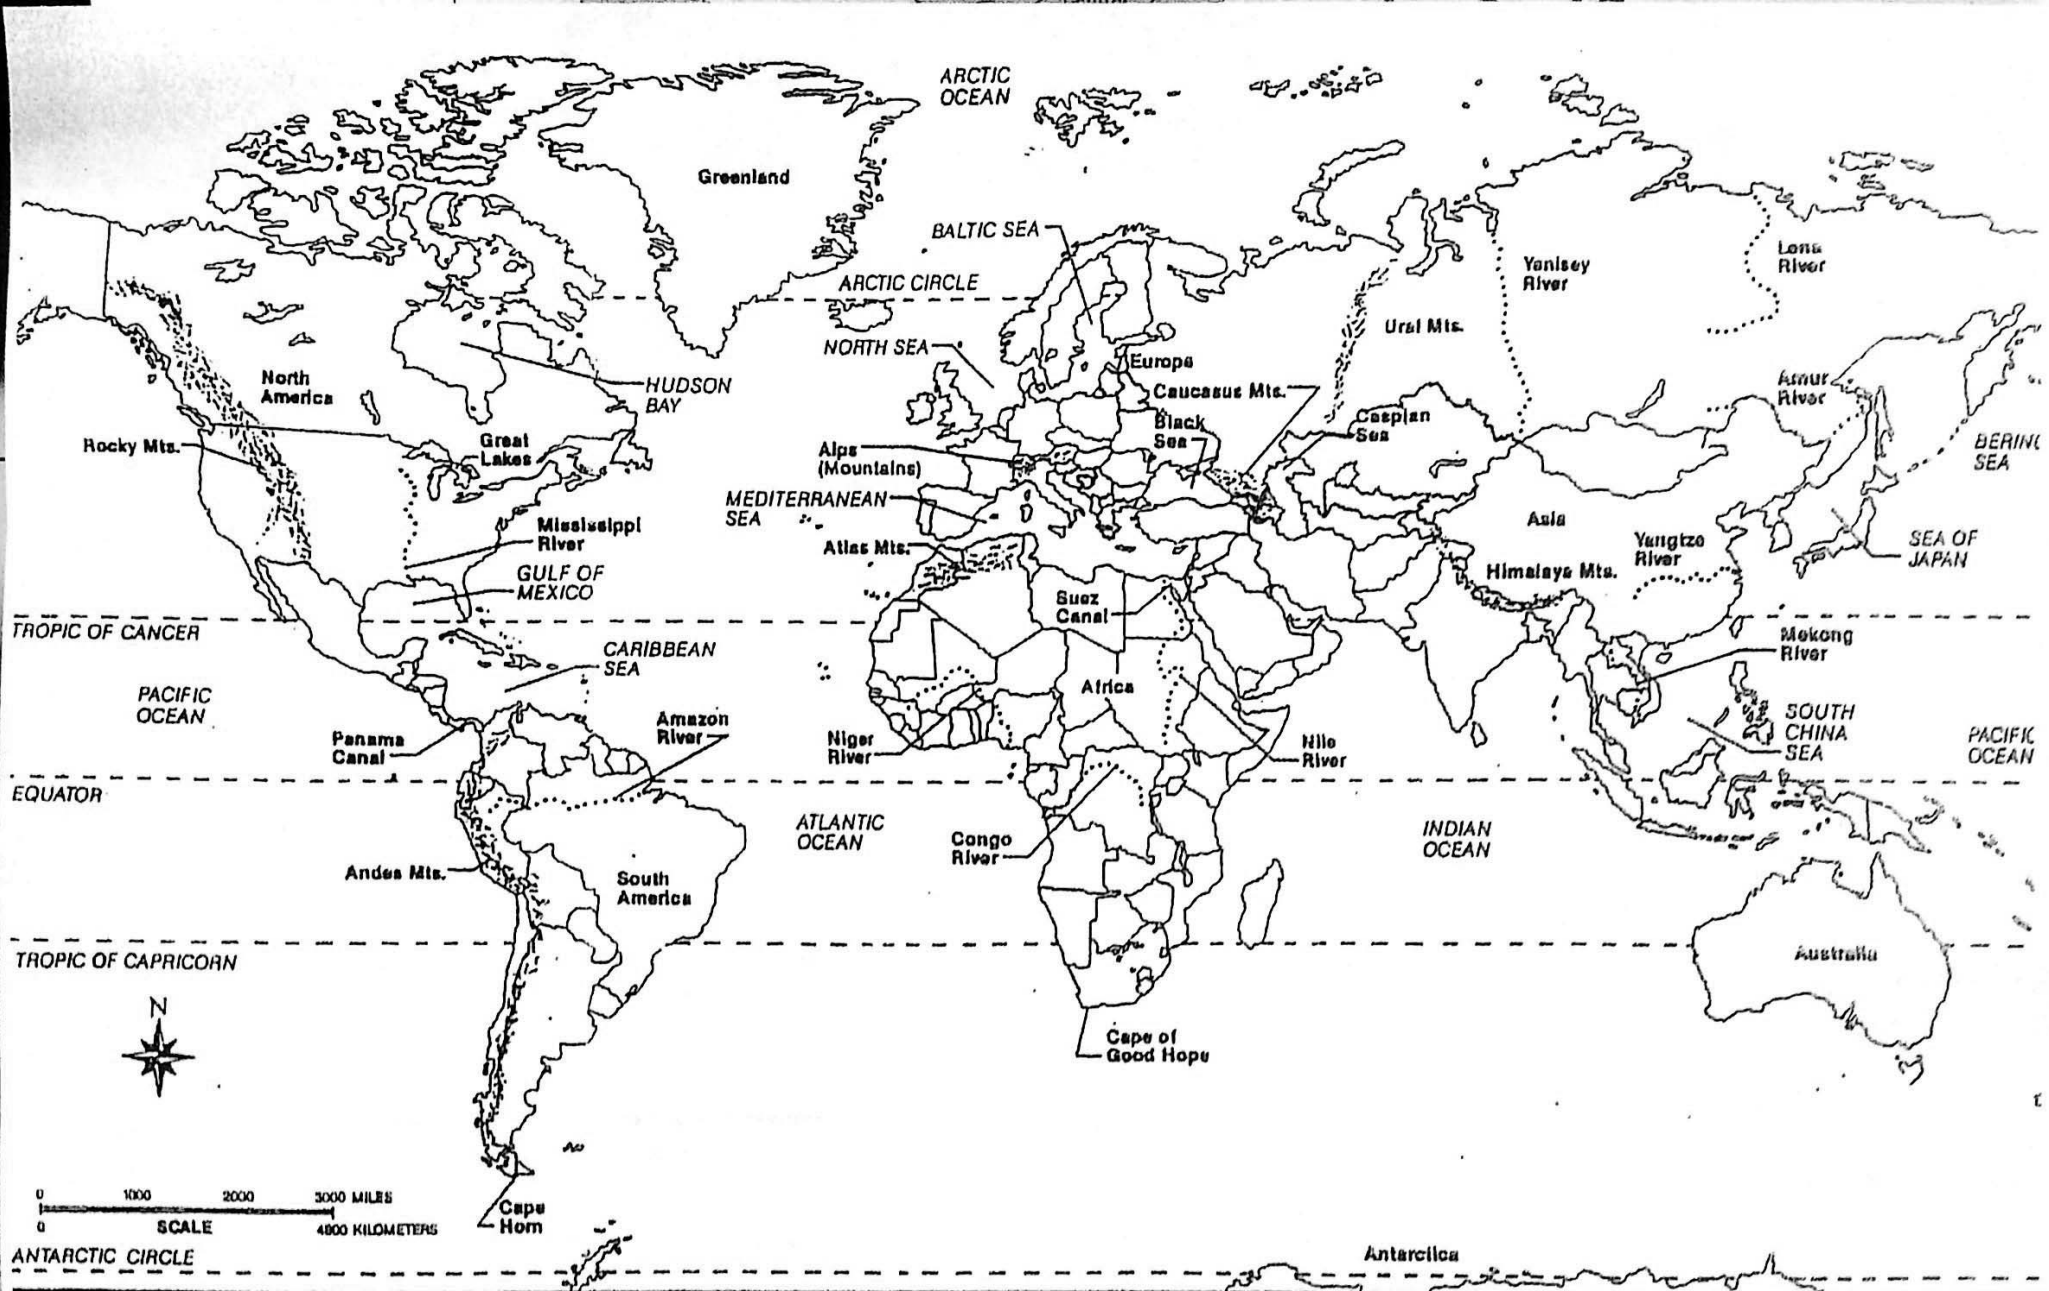 ARCTIC
OCEAN
Greenland
BALTIC SEA
ARCTIC CIRCLE
Yenisey
River
Lena
River
Ural Mts.
NORTH SEA
Europe
HUDSON
BAY
North
America
Caucasus Mts.
Amur
River
Black
Sea
Caspian
Sea
Rocky Mts.
Great
Lakes
Alps
(Mountains)
SEA
MEDITERRANEAN
SEA
Asia
Mississippi
River
Atlas Mts.
Yangtze
River
SEA OF
JAPAN
Himalaya Mts.
GULF OF
MEXICO
Suez
Canal
TROPIC OF CANCER
Mekong
River
CARIBBEAN
SEA
PACIFIC
OCEAN
Africa
SOUTH
CHINA
SEA
Panama
Canal
Amazon
River
Niger
River
Nile
River
PACIFIC
OCEAN
EQUATOR
ATLANTIC
OCEAN
Congo
River
INDIAN
OCEAN
Andes Mts.
South
America
TROPIC OF CAPRICORN
Australia
N
Cape of
Good Hope
0 1000 2000 3000 MILES
0 SCALE 4800 KILOMETERS
Cape
Horn
ANTARCTIC CIRCLE
Antarctica